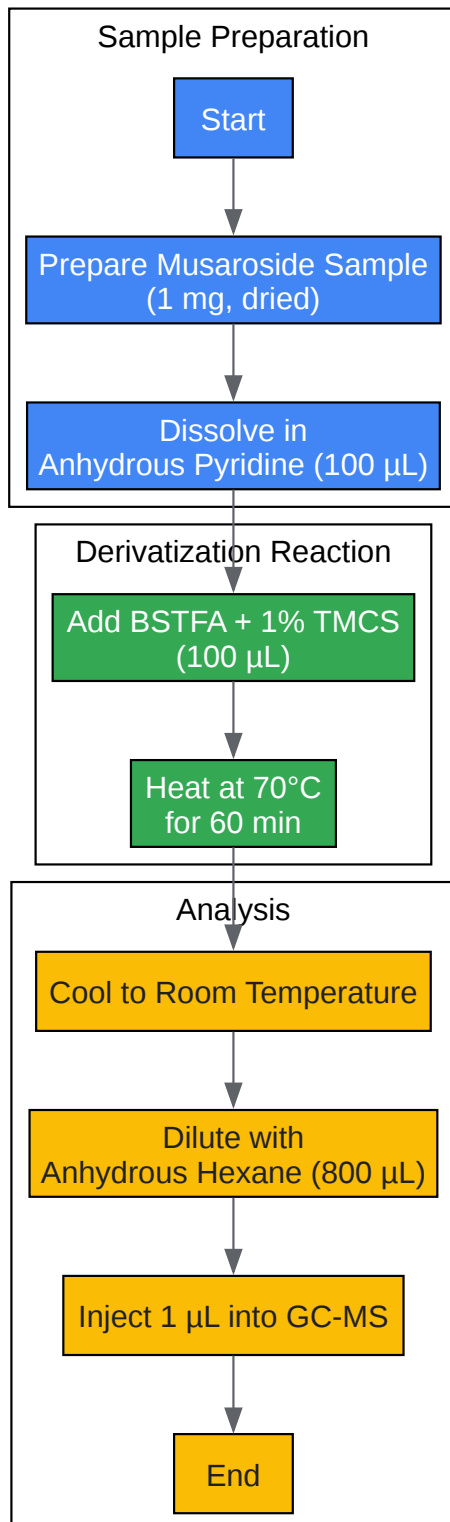 Sample Preparation
Start
Prepare Musaroside Sample
(1 mg, dried)
Dissolve in
Anhydrous Pyridine (100 µL)
Derivatization Reaction
Add BSTFA + 1% TMCS
(100 µL)
Heat at 70°C
for 60 min
Analysis
Cool to Room Temperature
Dilute with
Anhydrous Hexane (800 µL)
Inject 1 µL into GC-MS
End